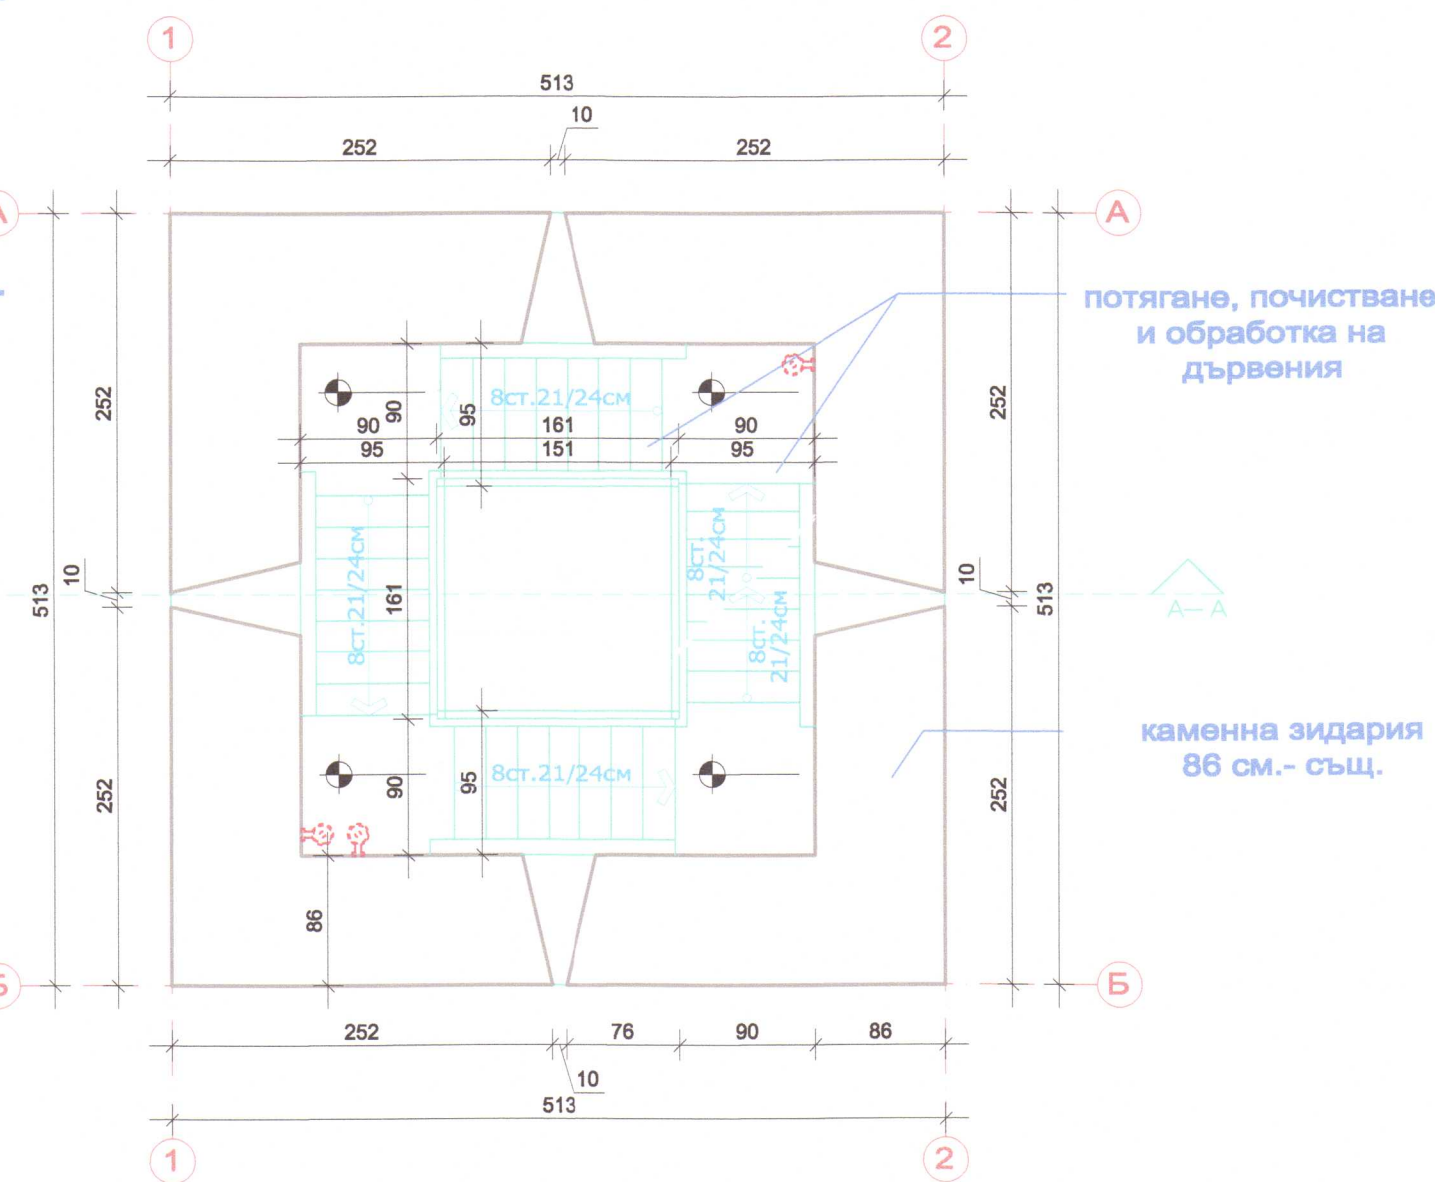 1
2
513
10
252
252
А
А
потягане, почистване
и обработка на
дървения
8ст.21/24см
90
95
90
161
90
95
151
95
252
252
8ст.21/24см
161
8ст.
21/24см
8ст.
21/24см
10
513
10
513
А—А
каменна зидария
86 см.- същ.
8ст.21/24см
90
95
252
252
86
Б
Б
252
76
90
86
10
513
1
2